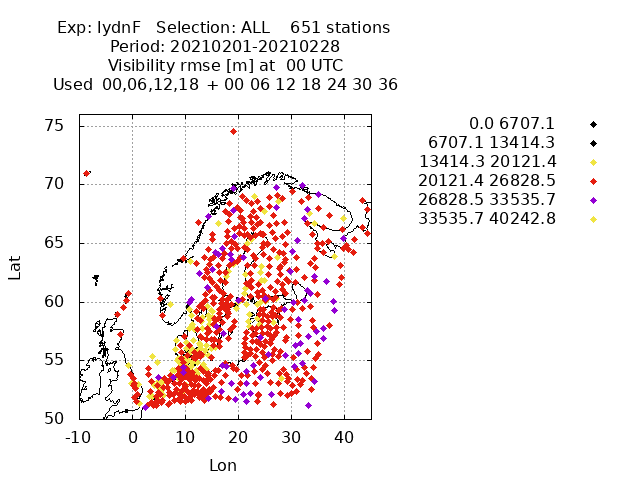 Exp: IydnF Selection: ALL 651 stations
Period: 20210201-20210228
Visibility rmse [m] at 00 UTC
Used 00,06,12,18 + 00 06 12 18 24 30 36
0.0 6707.1
6707.1 13414.3
13414.3 20121.4
20121.4 26828.5
26828.5 33535.7
33535.7 40242.8
75
70
65
60
55
50
Lat
-10 0 10 20 30 40
Lon